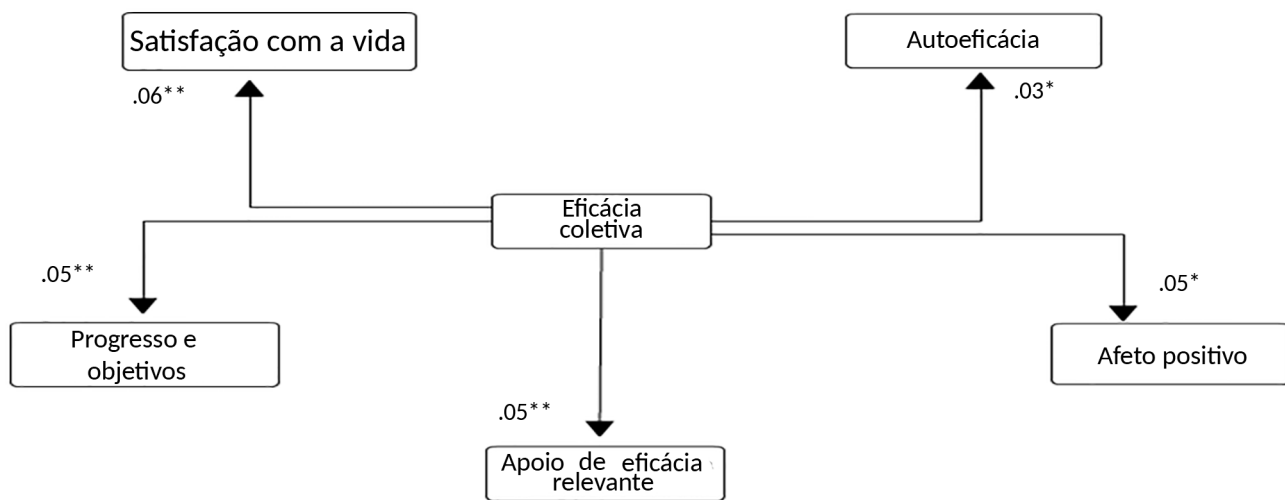 Satisfação com a vida
Autoeficácia
.06**
.03*
Eficácia
coletiva
.05**
.05*
Progresso e
objetivos
Afeto positivo
.05**
Apoio de eficácia
relevante